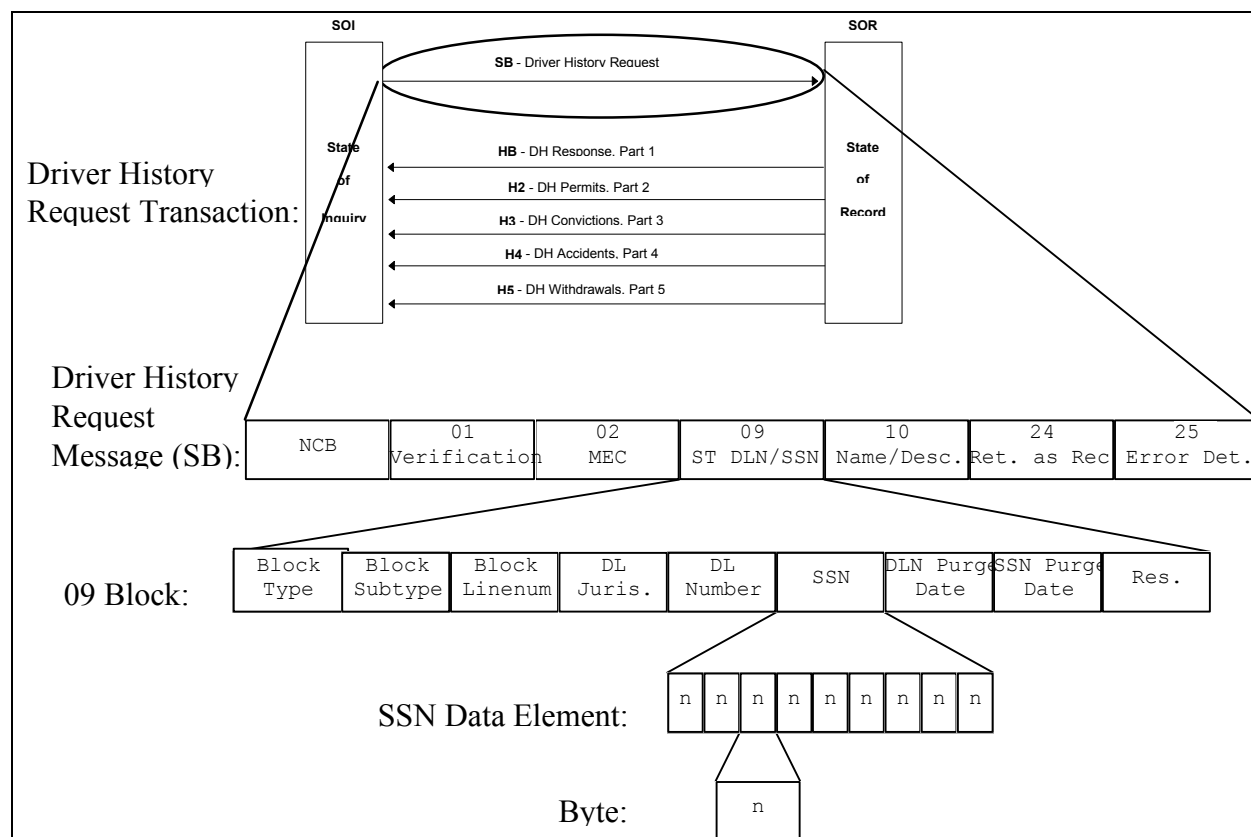 SOI SOR
SB - Driver History Request
State
of
Inquiry
State
of
Record
Driver History
Request Transaction:
HB - DH Response, Part 1
H2 - DH Permits. Part 2
H3 - DH Convictions. Part 3
H4 - DH Accidents, Part 4
H5 - DH Withdrawals. Part 5
Driver History
Request
Message (SB):
NCB
01
Verification
02
MEC
09
ST DLN/SSN
10
Name/Desc.
24
Ret. as Rec
25
Error Det.
09 Block:
Block
Type
Block
Subtype
Block
Linenum
DL
Juris.
DL
Number
SSN
DLN Purge
Date
SSN Purge
Date
Res.
SSN Data Element:
n n n n n n n n n
Byte:
n